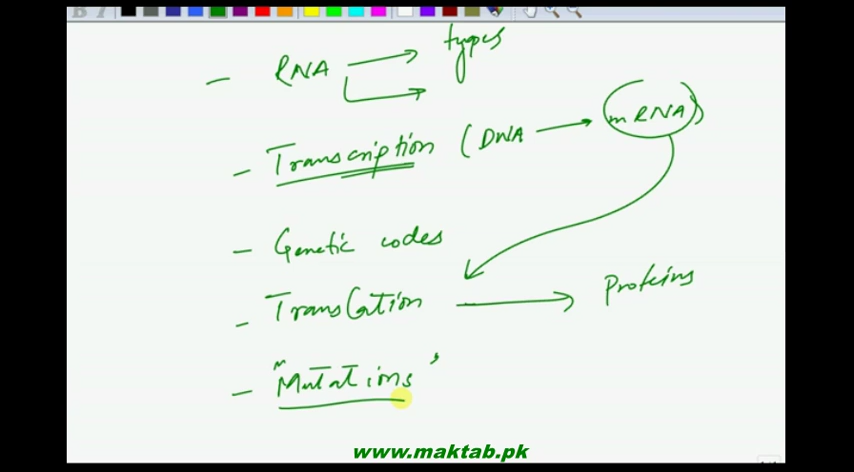 types
- RNA
- Transcription (DNA → mRNA)
- Genetic codes
- Translation → Proteins
- "Mutations"
www.maktab.pk